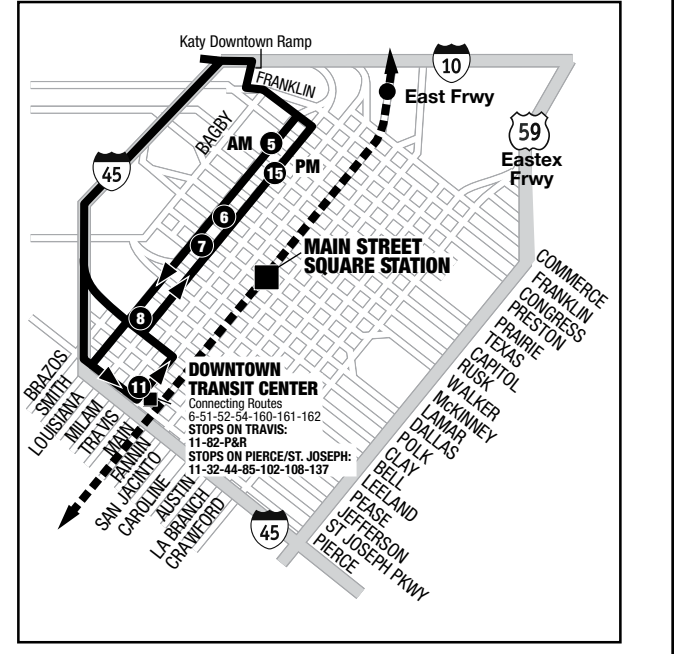 Katy Downtown Ramp
FRANKLIN
10
East Frwy
59
Eastex
Frwy
BAGBY
AM
5
15
PM
45
6
7
MAIN STREET
SQUARE STATION
8
11
DOWNTOWN
TRANSIT CENTER
Connecting Routes
6-51-52-54-160-161-162
STOPS ON TRAVIS:
11-82-P&R
STOPS ON PIERCE/ST. JOSEPH:
11-32-44-85-102-108-137
BRAZOS
SMITH
LOUISIANA
MILAM
TRAVIS
MAIN
FANNIN
SAN JACINTO
CAROLINE
AUSTIN
LA BRANCH
CRAWFORD
45
COMMERCE
FRANKLIN
CONGRESS
PRESTON
PRAIRIE
TEXAS
CAPITOL
RUSK
WALKER
McKINNEY
LAMAR
DALLAS
POLK
CLAY
BELL
LEELAND
PEASE
JEFFERSON
ST JOSEPH PKWY
PIERCE